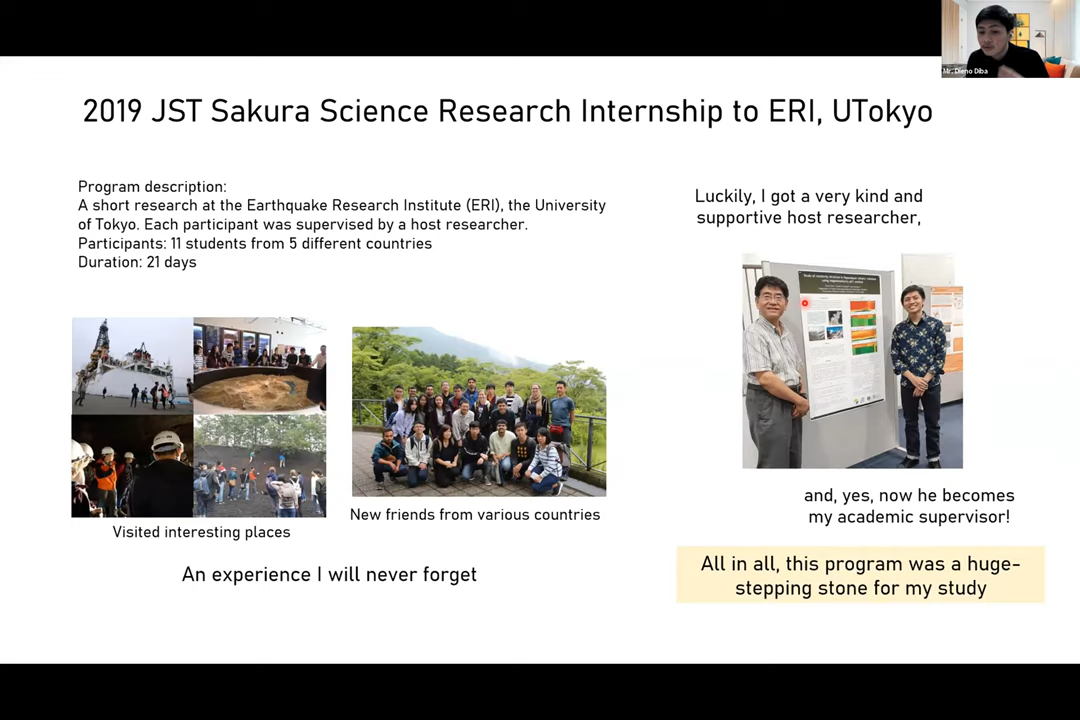 Mr. Dieno Diba
2019 JST Sakura Science Research Internship to ERI, UTokyo
Program description:
A short research at the Earthquake Research Institute (ERI), the University
of Tokyo. Each participant was supervised by a host researcher.
Participants: 11 students from 5 different countries
Duration: 21 days
Visited interesting places
New friends from various countries
An experience I will never forget
Luckily, I got a very kind and
supportive host researcher,
and, yes, now he becomes
my academic supervisor!
All in all, this program was a huge-
stepping stone for my study